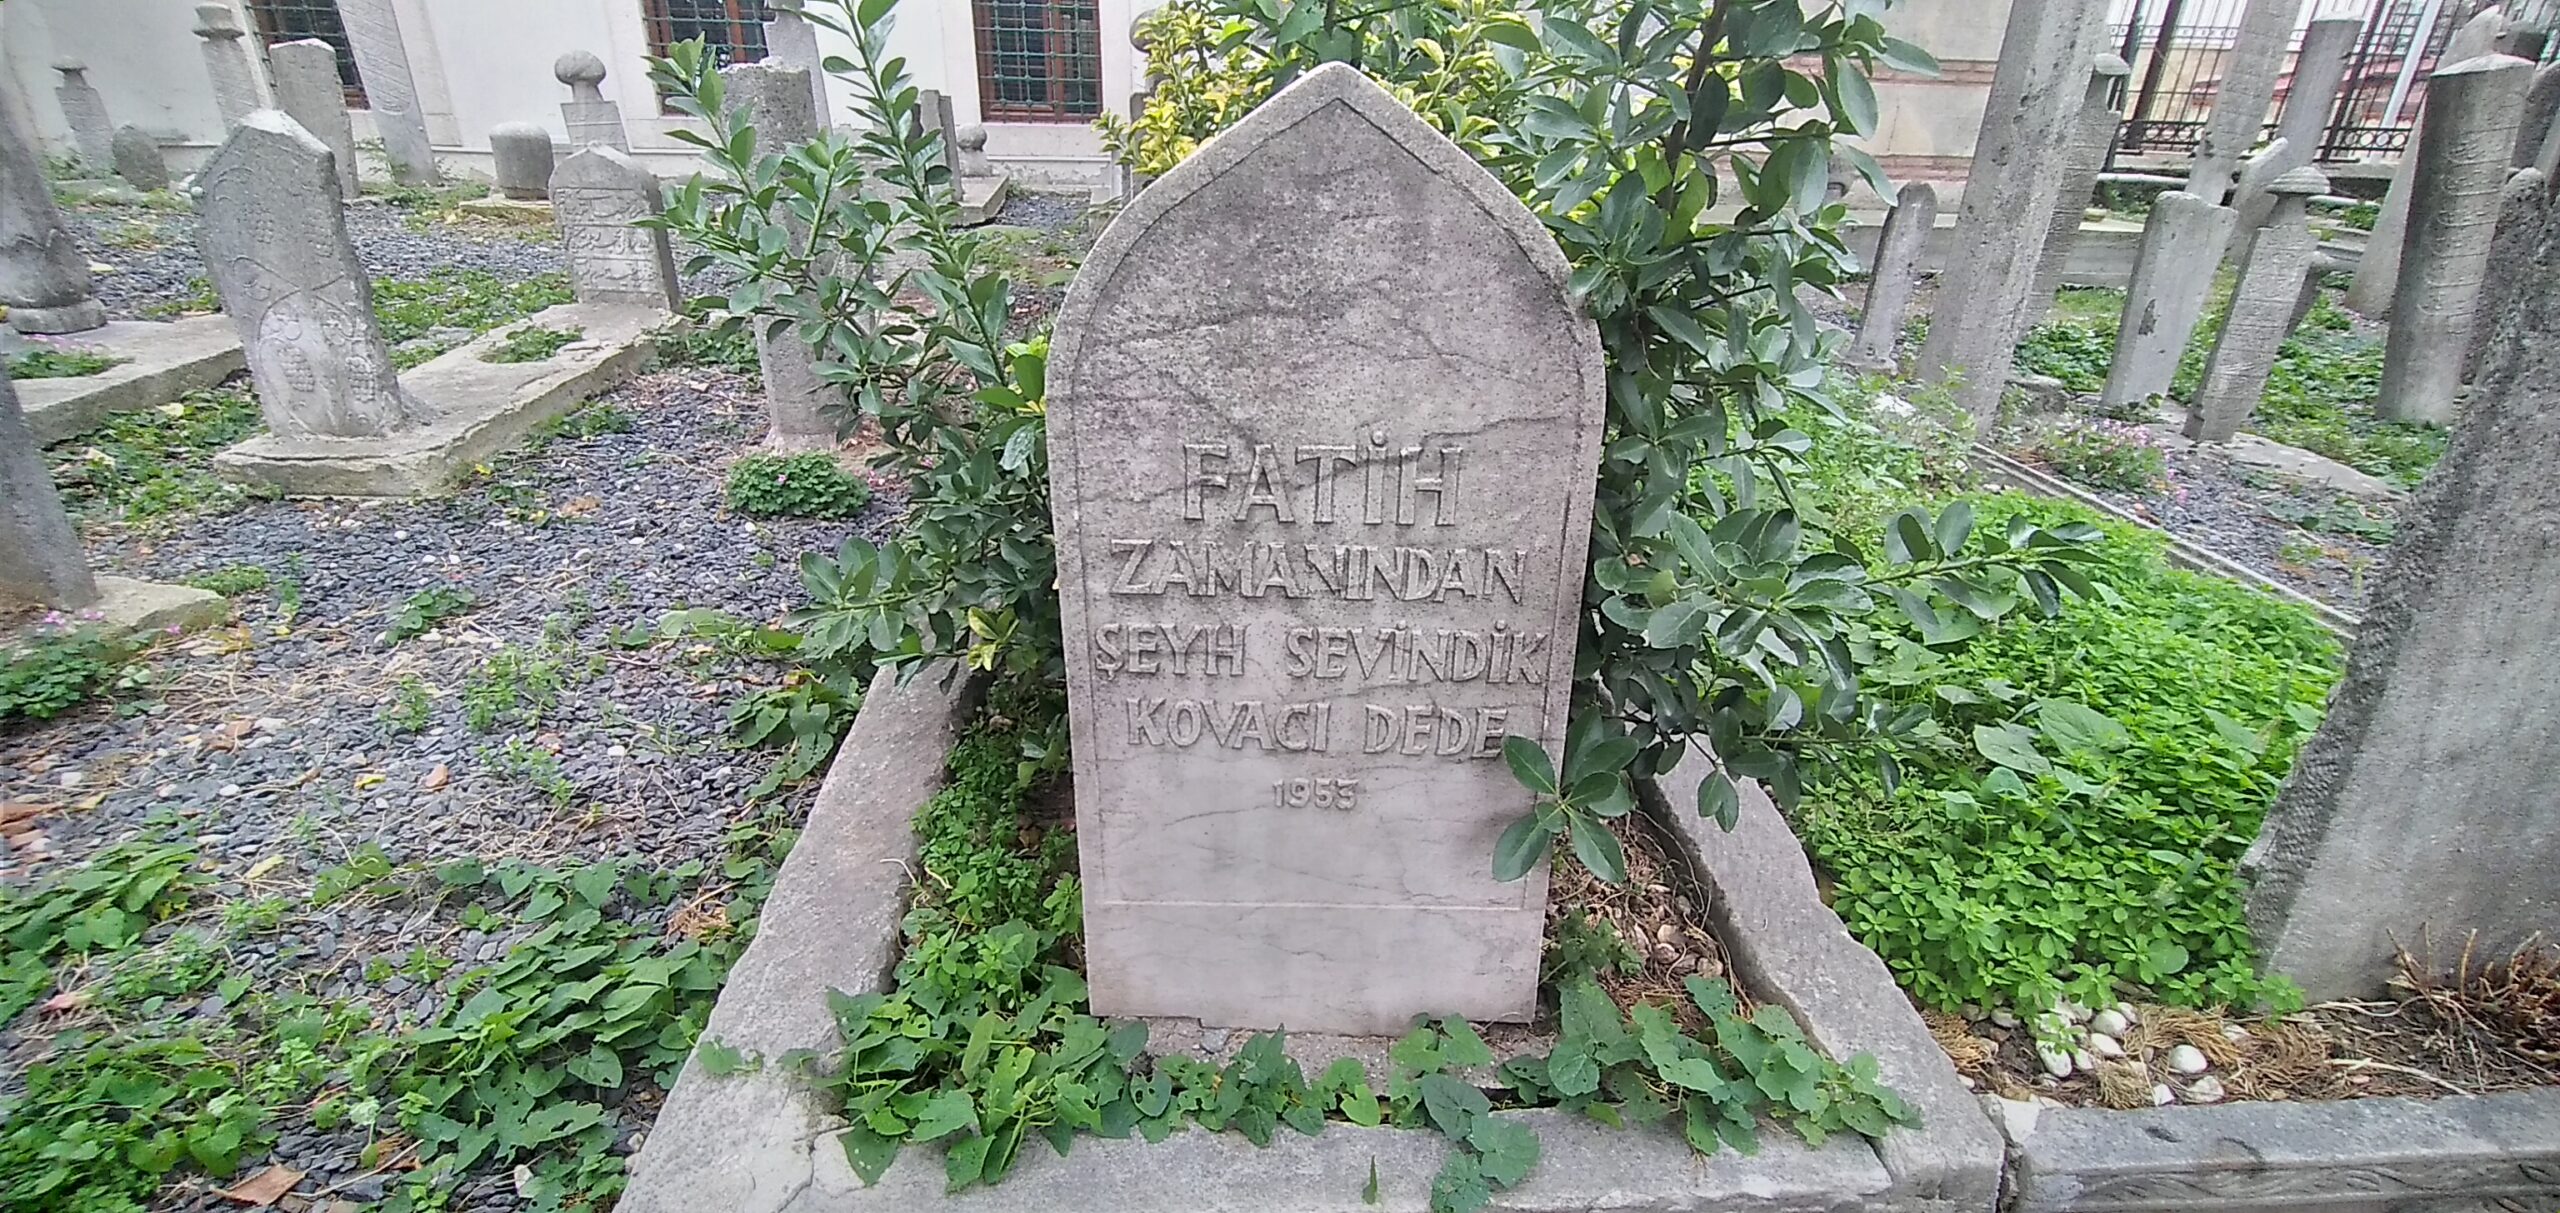 FATİH
ZAMANINDAN
ŞEYH SEVİNDİK
KOVACI DEDE
1953